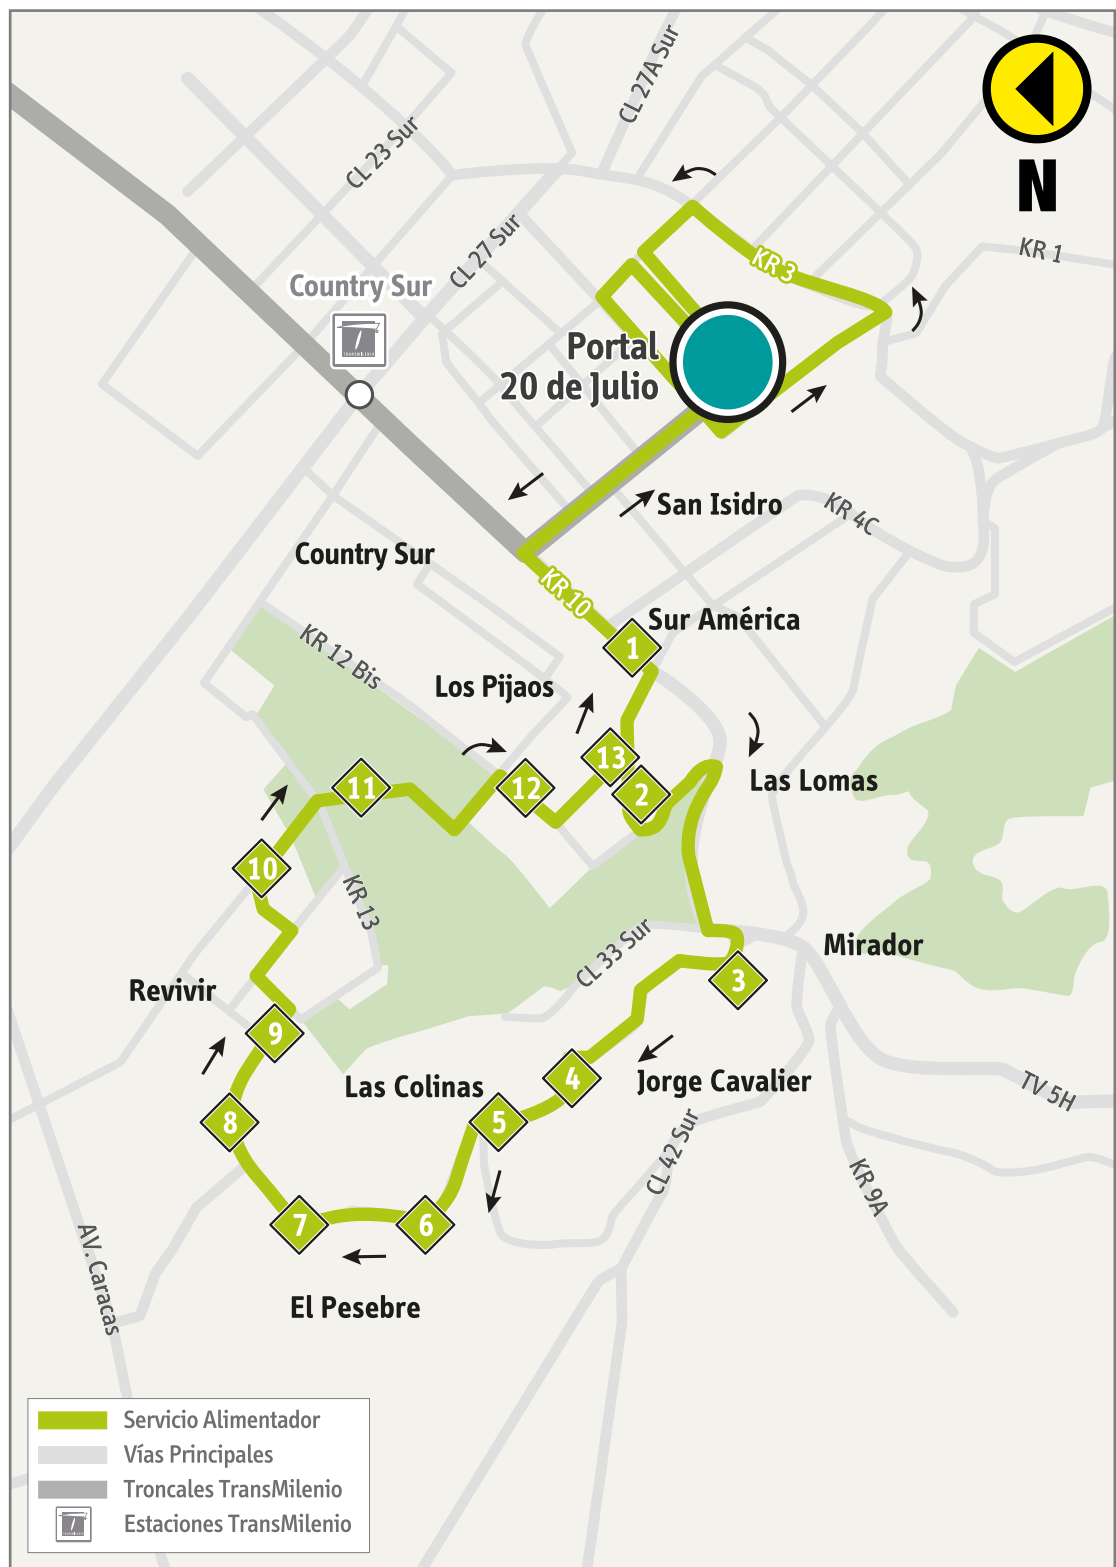 CL 27A Sur
CL 23 Sur
N
KR 1
CL 27 Sur
KR 3
Country Sur
TRANSMILENIO
Portal
20 de Julio
San Isidro
KR 4C
Country Sur
KR 10
Sur América
1
KR 12 Bis
Los Pijaos
13
Las Lomas
11
12
2
10
KR 13
CL 33 Sur
Mirador
3
Revivir
9
4
Jorge Cavalier
Las Colinas
TV 5H
8
5
CL 42 Sur
KR 9A
7
6
AV. Caracas
El Pesebre
Servicio Alimentador
Vías Principales
Troncales TransMilenio
Estaciones TransMilenio